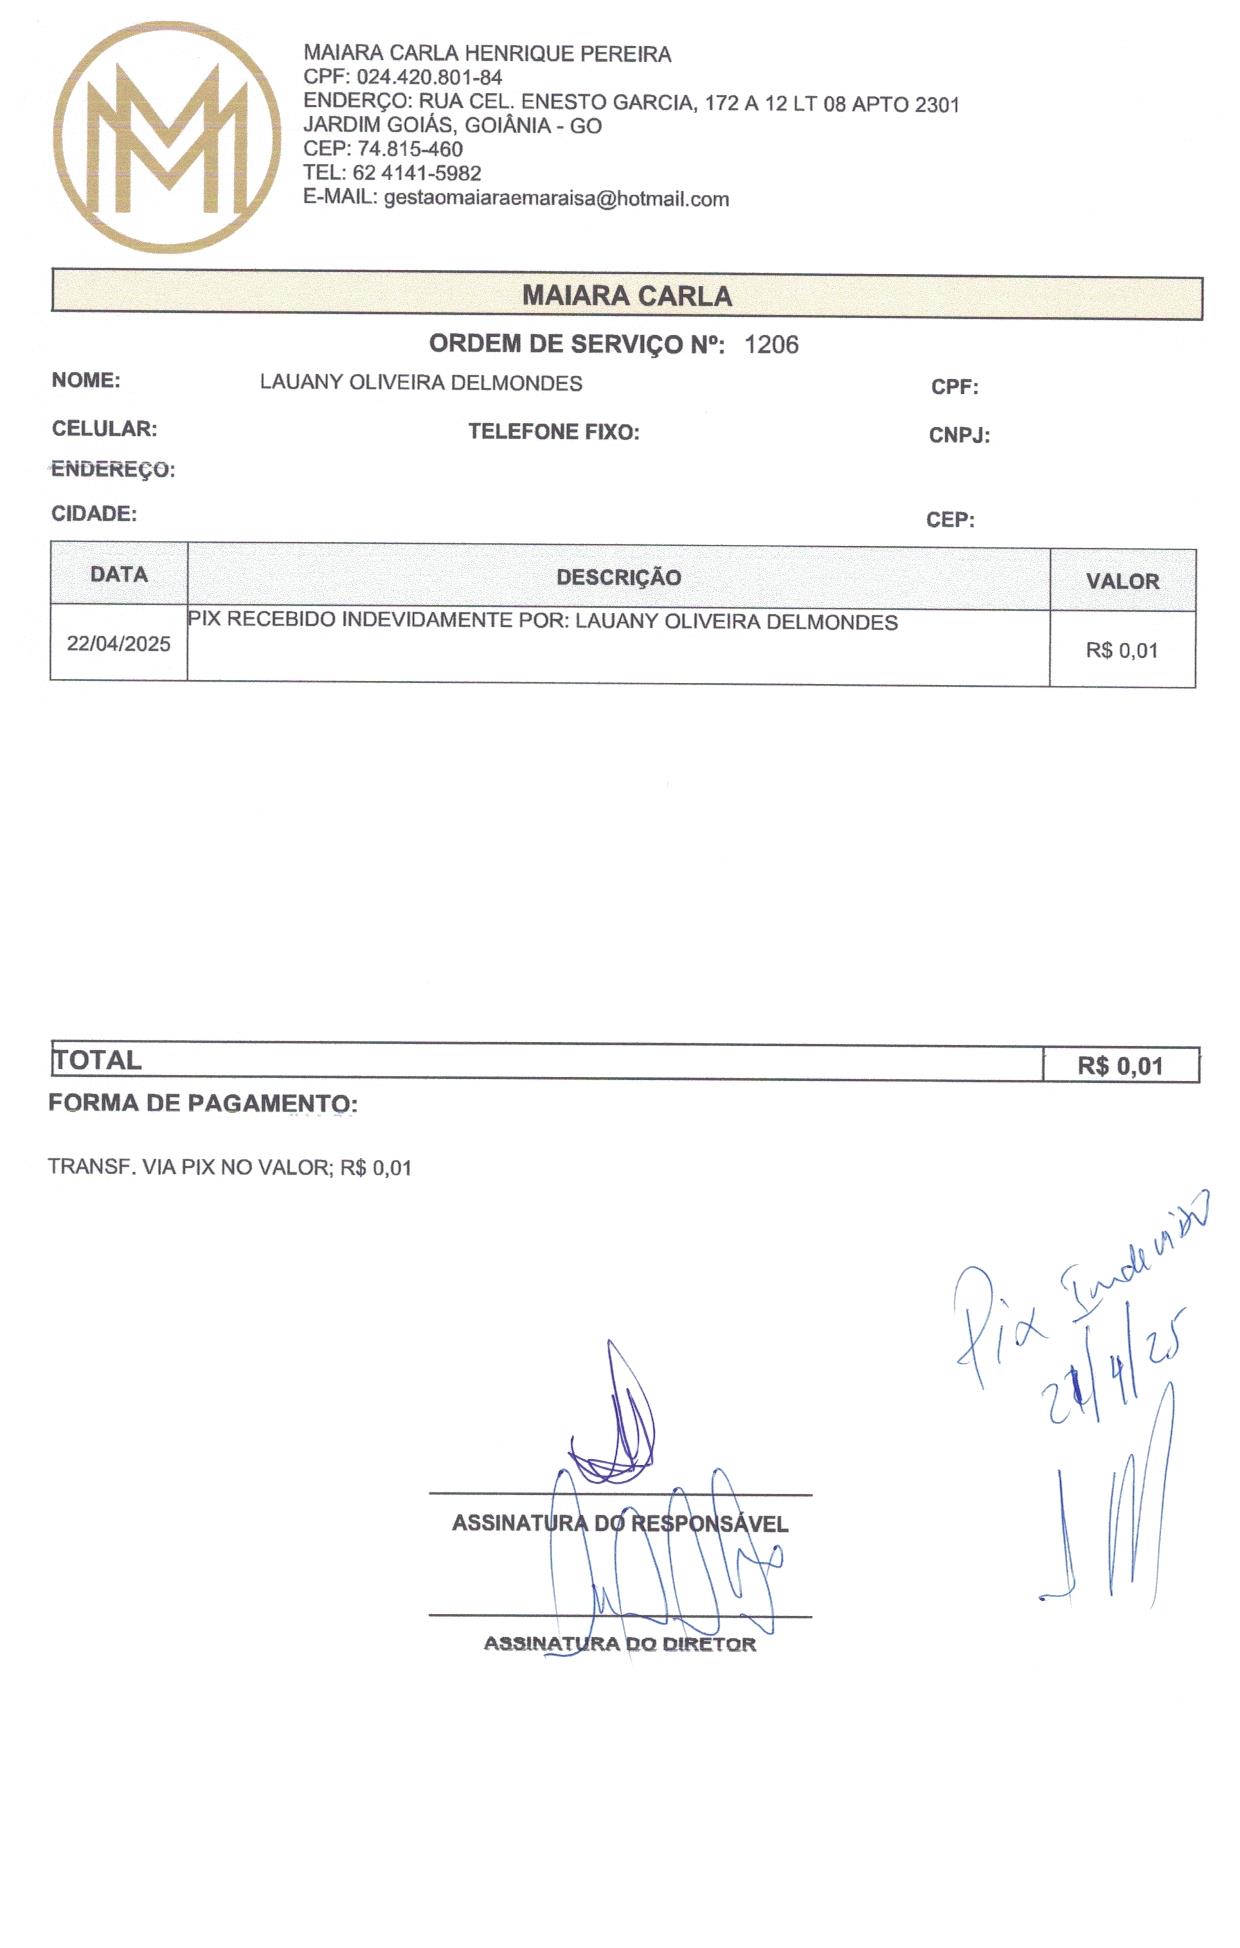 MAIARA CARLA HENRIQUE PEREIRA
CPF: 024.420.801-84
ENDERÇO: RUA CEL. ENESTO GARCIA, 172 A 12 LT 08 APTO 2301
JARDIM GOIÁS, GOIÂNIA - GO
CEP: 74.815-460
TEL: 62 4141-5982
E-MAIL: gestaomaiaraemaraisa@hotmail.com
MAIARA CARLA
ORDEM DE SERVIÇO Nº: 1206
NOME: LAUANY OLIVEIRA DELMONDES CPF:
CELULAR: TELEFONE FIXO: CNPJ:
ENDEREÇO:
CIDADE: CEP:
DATA DESCRIÇÃO VALOR
22/04/2025 PIX RECEBIDO INDEVIDAMENTE POR: LAUANY OLIVEIRA DELMONDES R$ 0,01
TOTAL R$ 0,01
FORMA DE PAGAMENTO:
TRANSF. VIA PIX NO VALOR; R$ 0,01
Pix Indevido
/4/25
ASSINATURA DO RESPONSÁVEL
ASSINATURA DO DIRETOR